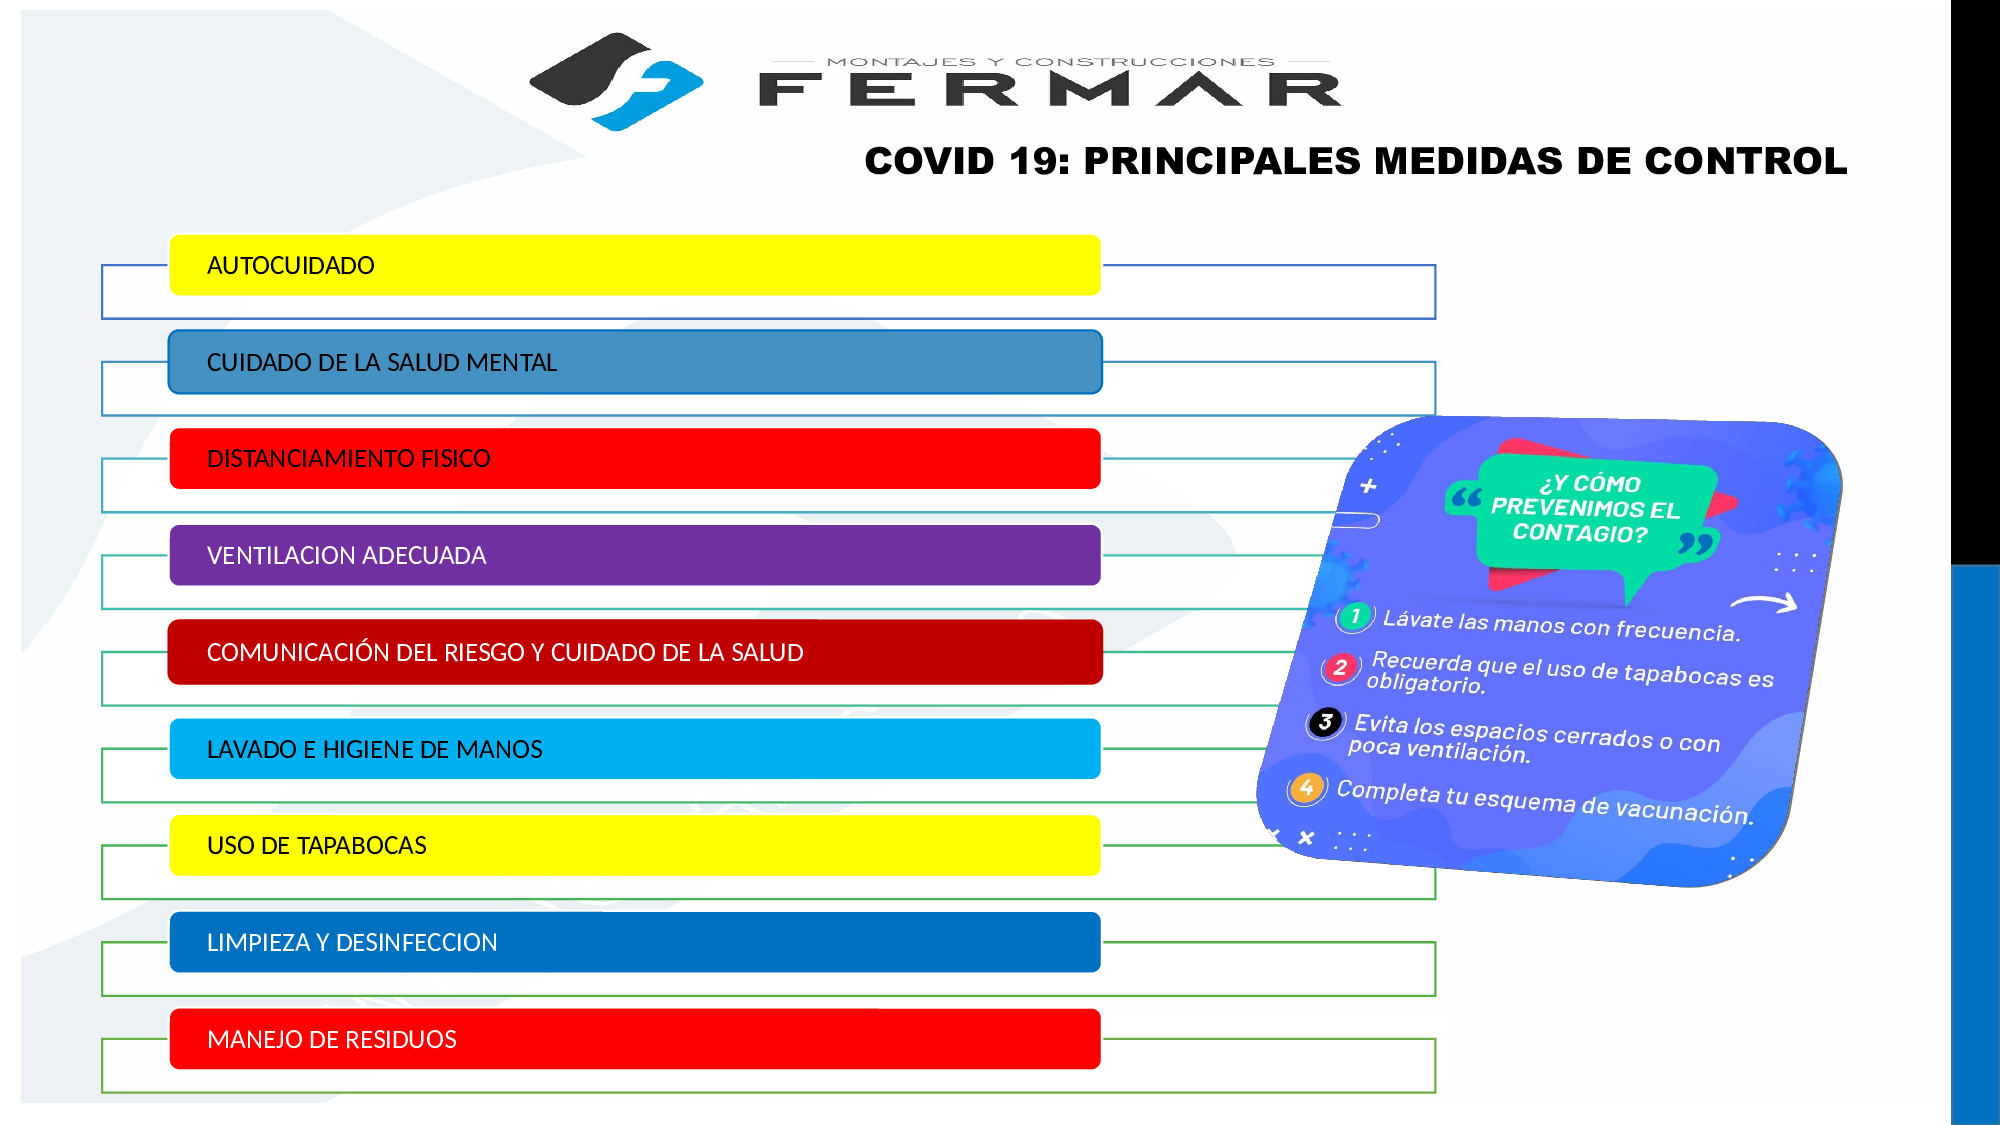 MONTAJES Y CONSTRUCCIONES
FERMAR
COVID 19: PRINCIPALES MEDIDAS DE CONTROL
AUTOCUIDADO
CUIDADO DE LA SALUD MENTAL
DISTANCIAMIENTO FISICO
VENTILACION ADECUADA
COMUNICACIÓN DEL RIESGO Y CUIDADO DE LA SALUD
LAVADO E HIGIENE DE MANOS
USO DE TAPABOCAS
LIMPIEZA Y DESINFECCION
MANEJO DE RESIDUOS
“ ¿Y CÓMO
PREVENIMOS EL
CONTAGIO? ”
1 Lávate las manos con frecuencia.
2 Recuerda que el uso de tapabocas es
obligatorio.
3 Evita los espacios cerrados o con
poca ventilación.
4 Completa tu esquema de vacunación.